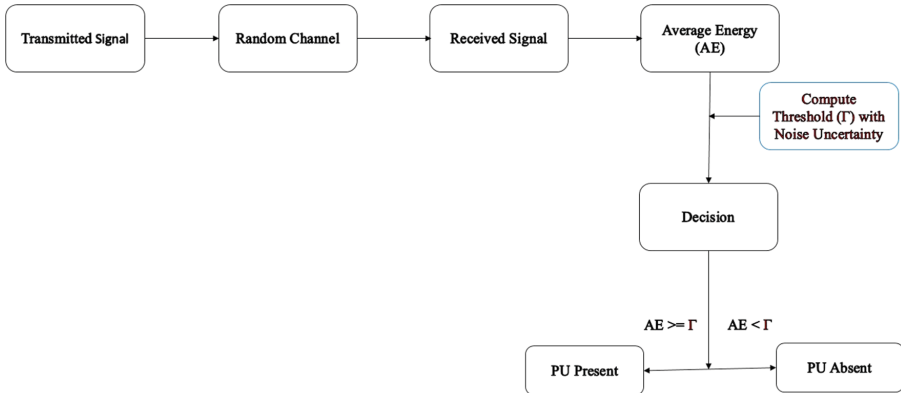 Transmitted Signal
Random Channel
Received Signal
Average Energy
(AE)
Compute
Threshold (Γ) with
Noise Uncertainty
Decision
AE >= Γ
AE < Γ
PU Present
PU Absent